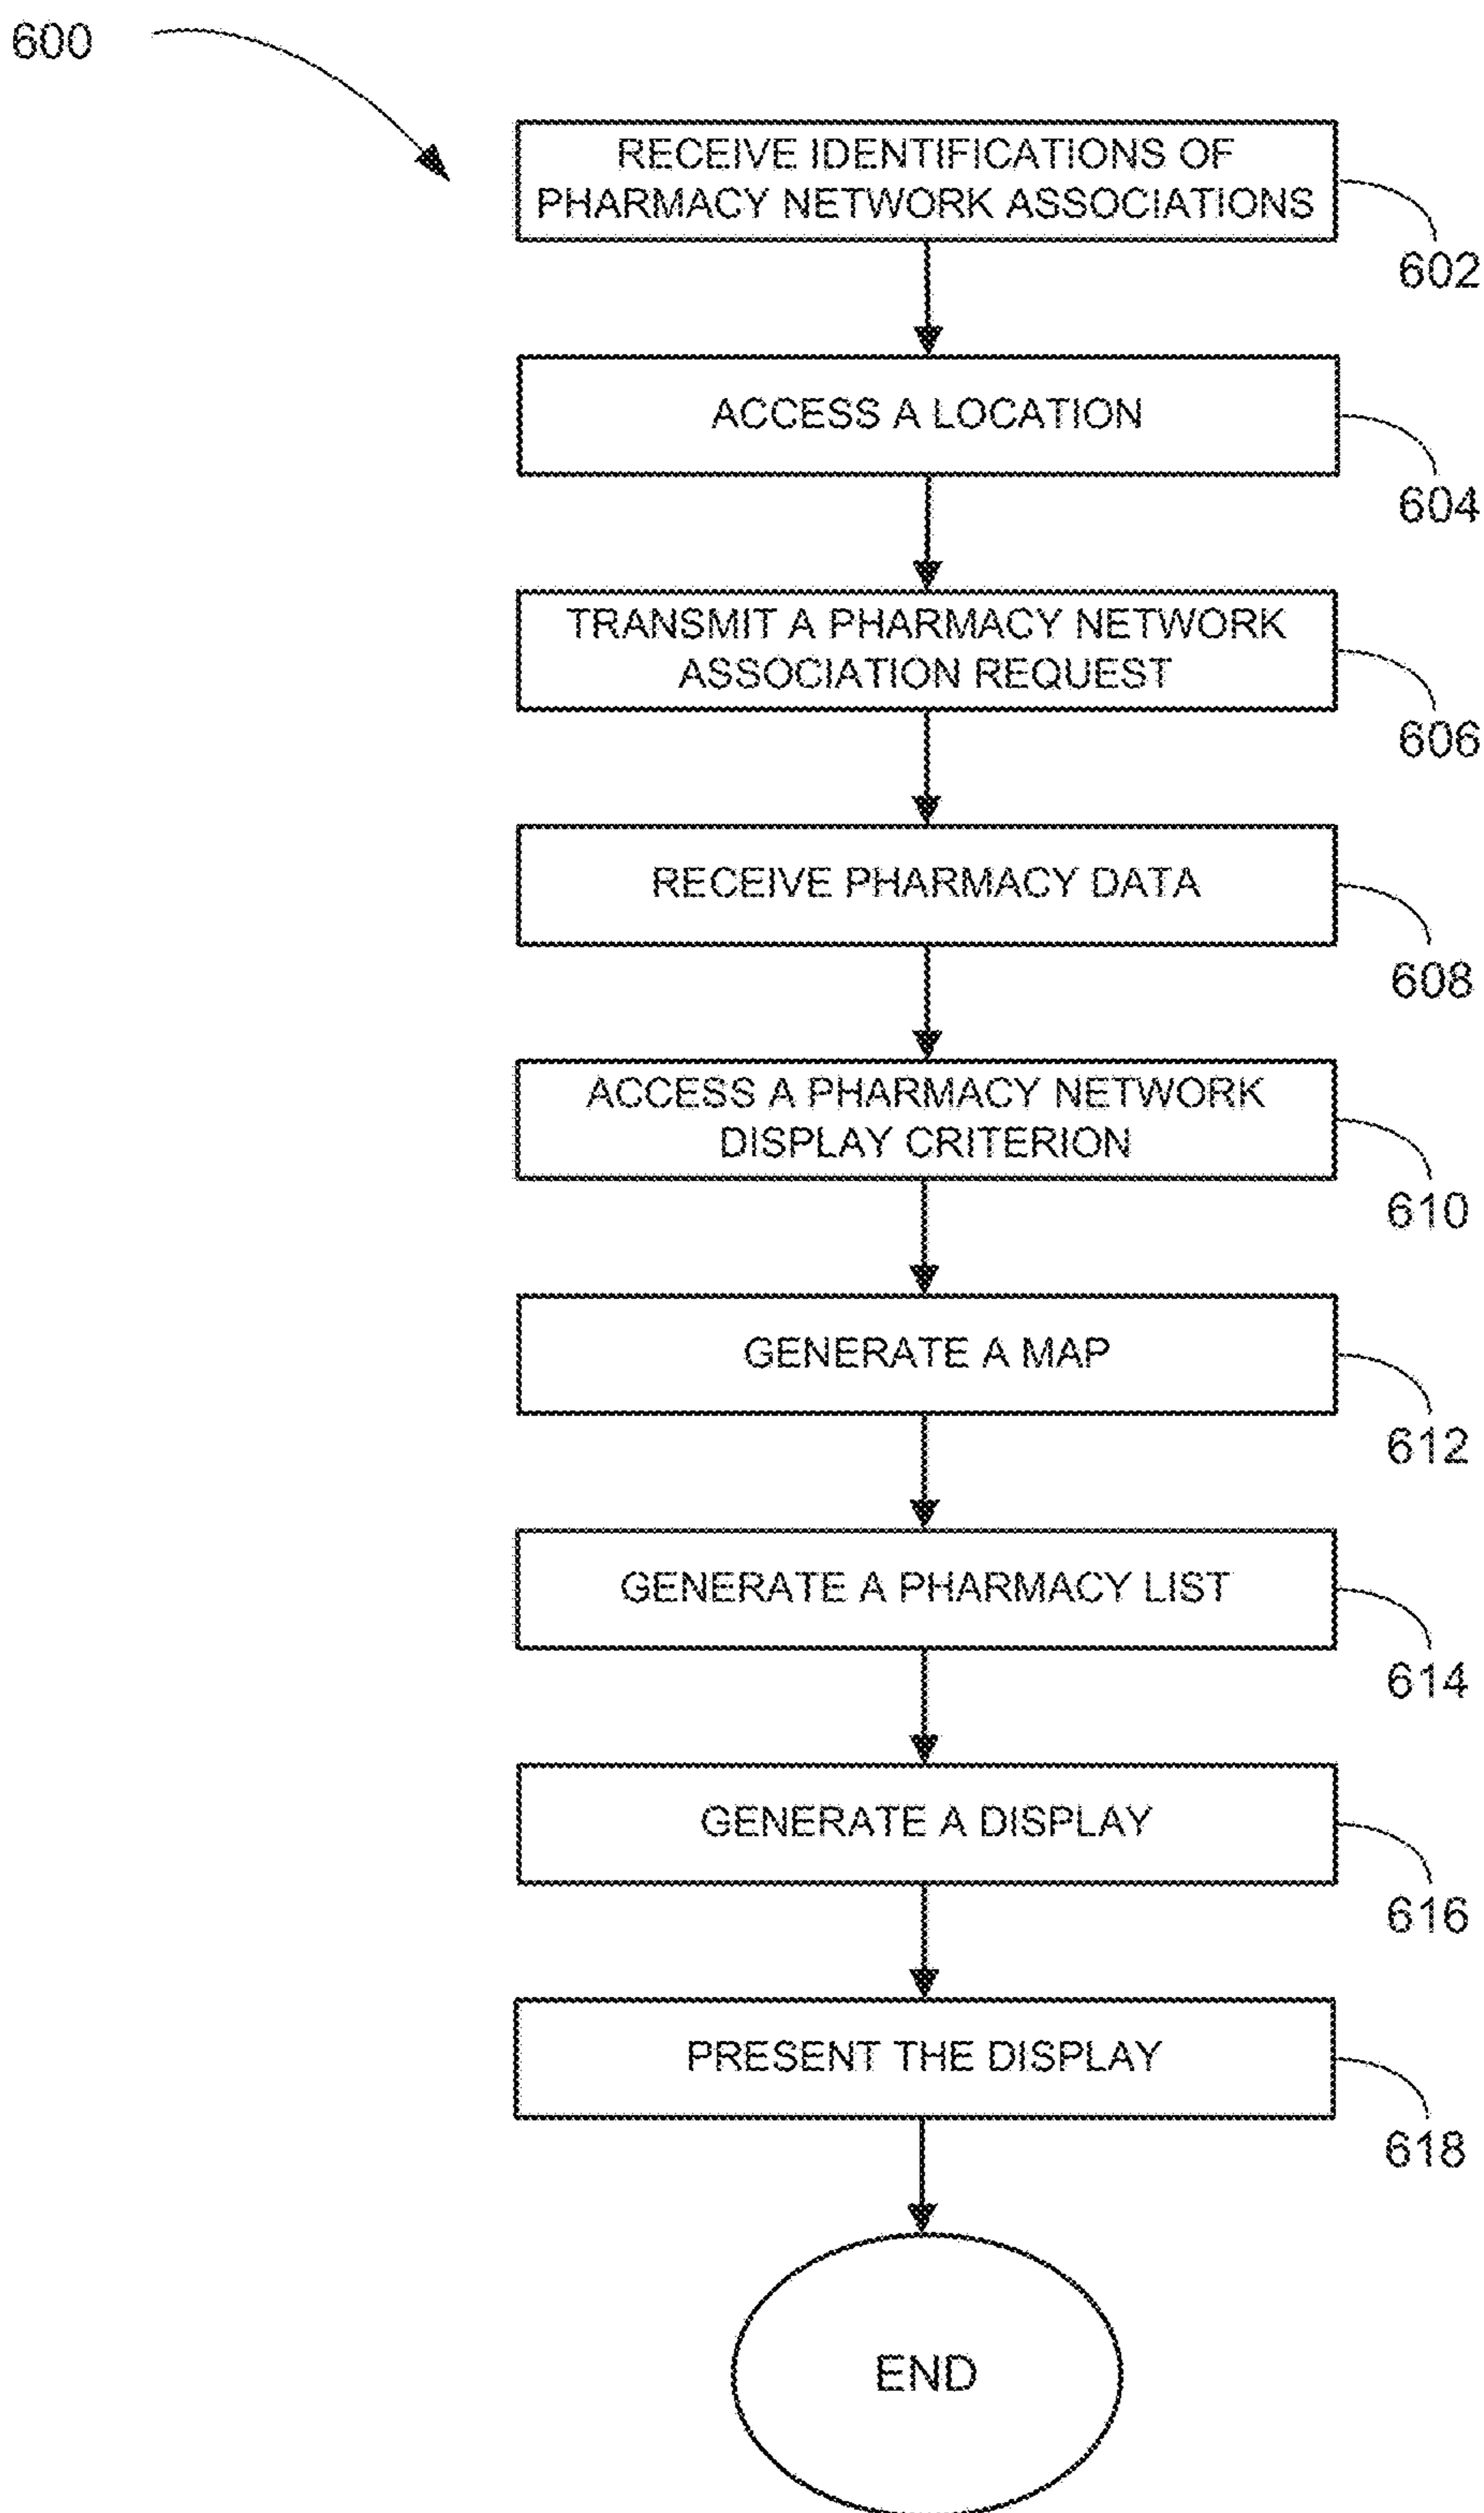 600
RECEIVE IDENTIFICATIONS OF
PHARMACY NETWORK ASSOCIATIONS
602
ACCESS A LOCATION
604
TRANSMIT A PHARMACY NETWORK
ASSOCIATION REQUEST
606
RECEIVE PHARMACY DATA
608
ACCESS A PHARMACY NETWORK
DISPLAY CRITERION
610
GENERATE A MAP
612
GENERATE A PHARMACY LIST
614
GENERATE A DISPLAY
616
PRESENT THE DISPLAY
618
END